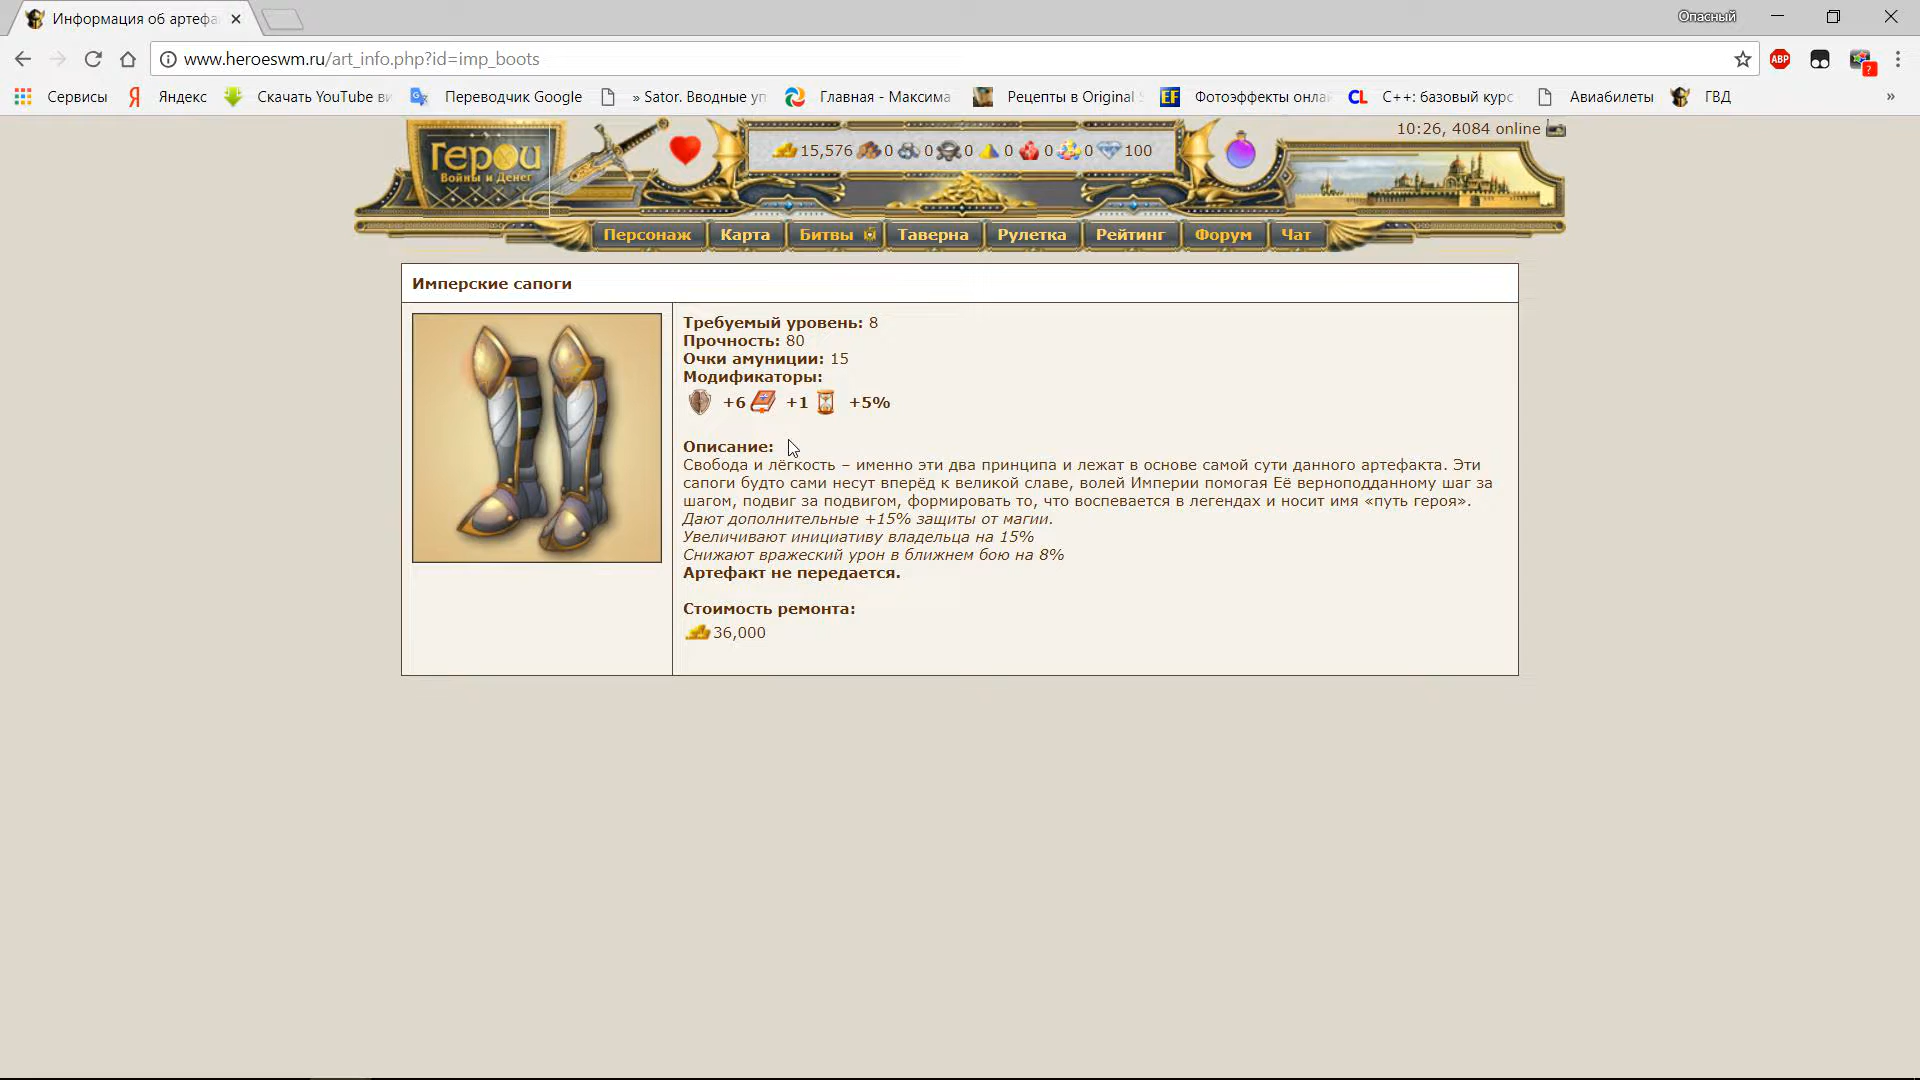 Информация об артефа
Опасный
www.heroeswm.ru/art_info.php?id=imp_boots
ABP
?
Сервисы Яндекс Скачать YouTube ви Переводчик Google » Sator. Вводные уп Главная - Максима Рецепты в Original EF Фотоэффекты онла CL C++: базовый курс Авиабилеты ГВД »
10:26, 4084 online
Герои
Войны и Денег
15,576 0 0 0 0 0 0 100
Персонаж Карта Битвы Таверна Рулетка Рейтинг Форум Чат
Имперские сапоги
Требуемый уровень: 8
Прочность: 80
Очки амуниции: 15
Модификаторы:
+6 +1 +5%
Описание:
Свобода и лёгкость – именно эти два принципа и лежат в основе самой сути данного артефакта. Эти
сапоги будто сами несут вперёд к великой славе, волей Империи помогая Её верноподданному шаг за
шагом, подвиг за подвигом, формировать то, что воспевается в легендах и носит имя «путь героя».
Дают дополнительные +15% защиты от магии.
Увеличивают инициативу владельца на 15%
Снижают вражеский урон в ближнем бою на 8%
Артефакт не передается.
Стоимость ремонта:
36,000